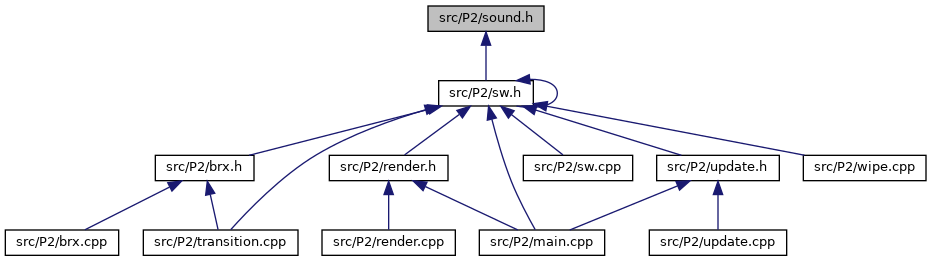 src/P2/sound.h
src/P2/sw.h
src/P2/brx.h
src/P2/render.h
src/P2/sw.cpp
src/P2/update.h
src/P2/wipe.cpp
src/P2/brx.cpp
src/P2/transition.cpp
src/P2/render.cpp
src/P2/main.cpp
src/P2/update.cpp